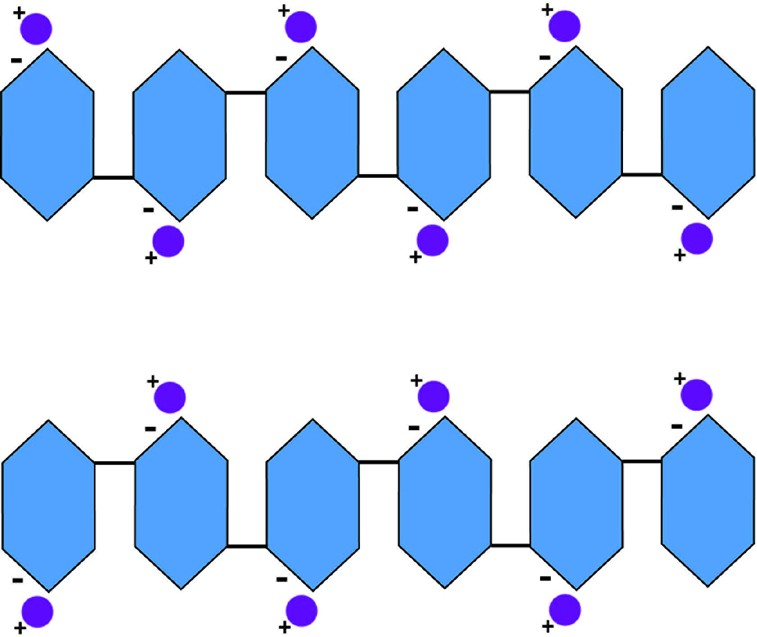 + + +
- - -
- - -
+ + +
+ + +
- - -
- - -
+ + +